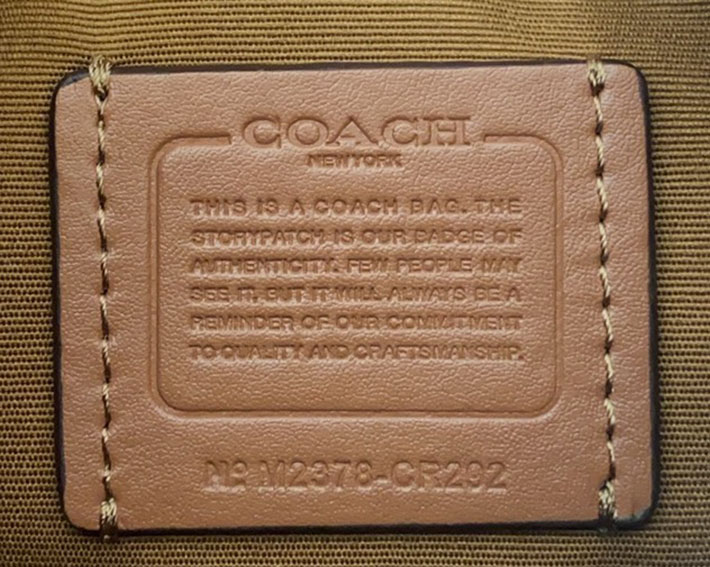 COACH
NEW YORK
THIS IS A COACH BAG. THE
STORYPATCH IS OUR BADGE OF
AUTHENTICITY. FEW PEOPLE MAY
SEE IT, BUT IT WILL ALWAYS BE A
REMINDER OF OUR COMMITMENT
TO QUALITY AND CRAFTSMANSHIP.
Nº M2378-CR292